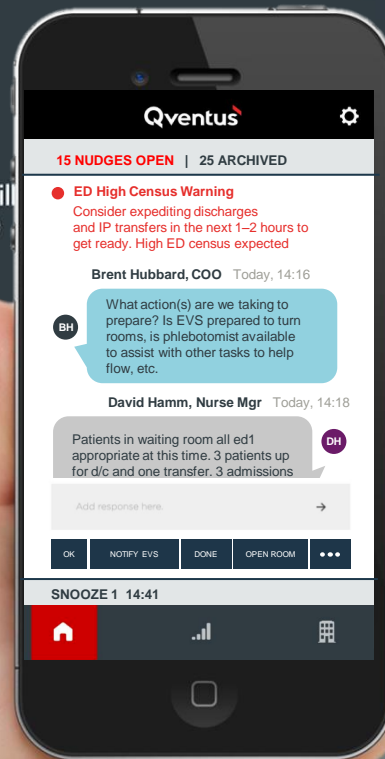 ill
Qventus
15 NUDGES OPEN | 25 ARCHIVED
ED High Census Warning
Consider expediting discharges
and IP transfers in the next 1–2 hours to
get ready. High ED census expected
Brent Hubbard, COO Today, 14:16
BH
What action(s) are we taking to
prepare? Is EVS prepared to turn
rooms, is phlebotomist available
to assist with other tasks to help
flow, etc.
David Hamm, Nurse Mgr Today, 14:18
Patients in waiting room all ed1
appropriate at this time. 3 patients up
for d/c and one transfer. 3 admissions
DH
Add response here.
OK NOTIFY EVS DONE OPEN ROOM
SNOOZE 1 14:41